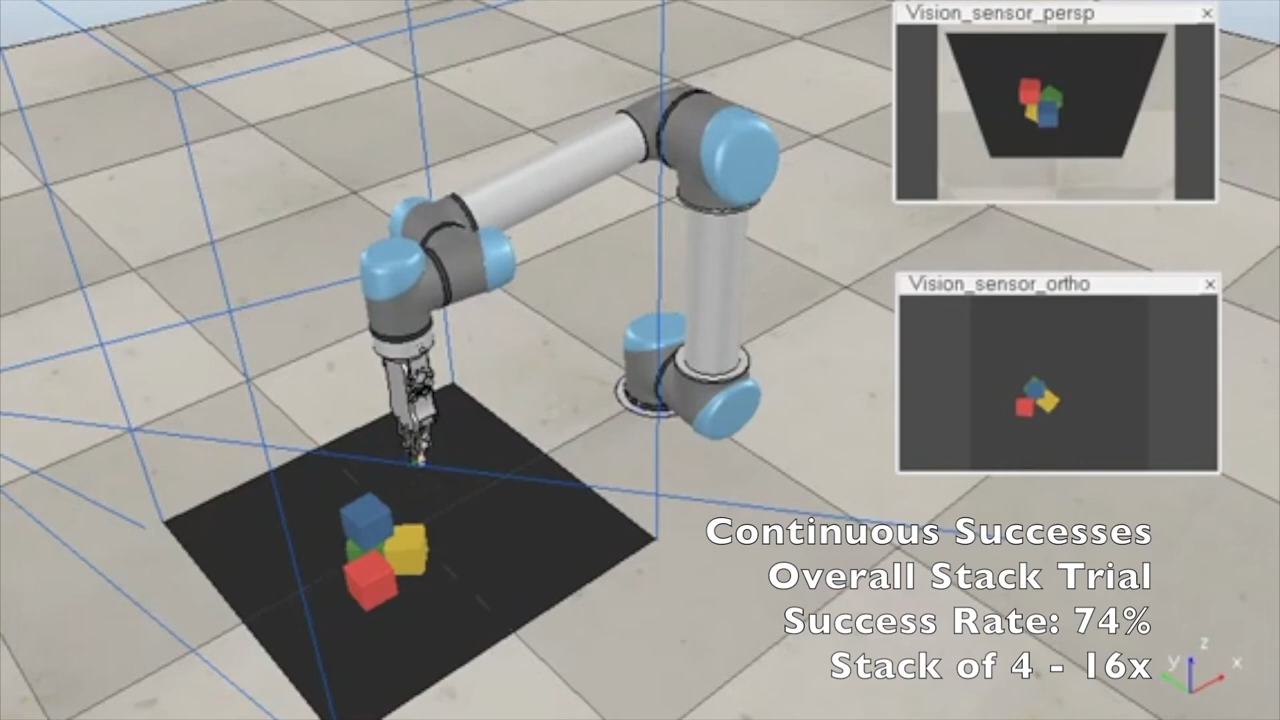 Vision_sensor_persp ×
Vision_sensor_ortho ×
Continuous Successes
Overall Stack Trial
Success Rate: 74%
Stack of 4 - 16x
z
y
x